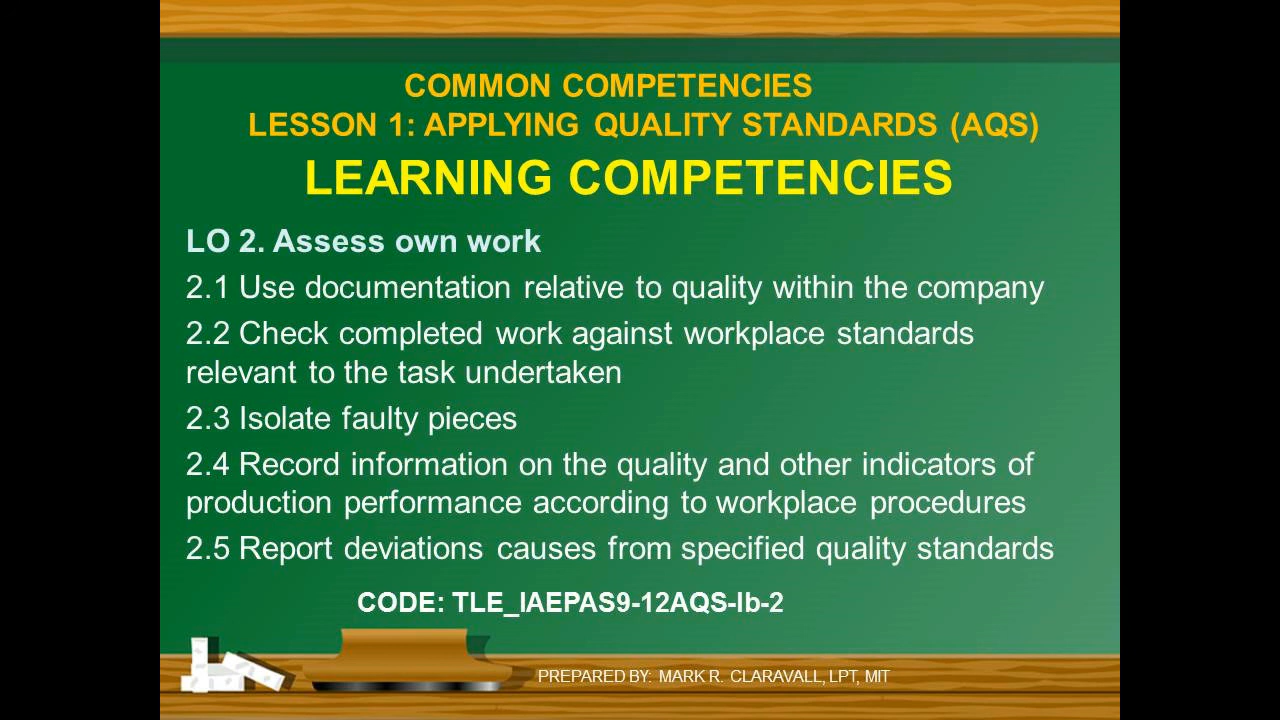 COMMON COMPETENCIES
LESSON 1: APPLYING QUALITY STANDARDS (AQS)
LEARNING COMPETENCIES
LO 2. Assess own work
2.1 Use documentation relative to quality within the company
2.2 Check completed work against workplace standards
relevant to the task undertaken
2.3 Isolate faulty pieces
2.4 Record information on the quality and other indicators of
production performance according to workplace procedures
2.5 Report deviations causes from specified quality standards
CODE: TLE_IAEPAS9-12AQS-Ib-2
PREPARED BY: MARK R. CLARAVALL, LPT, MIT